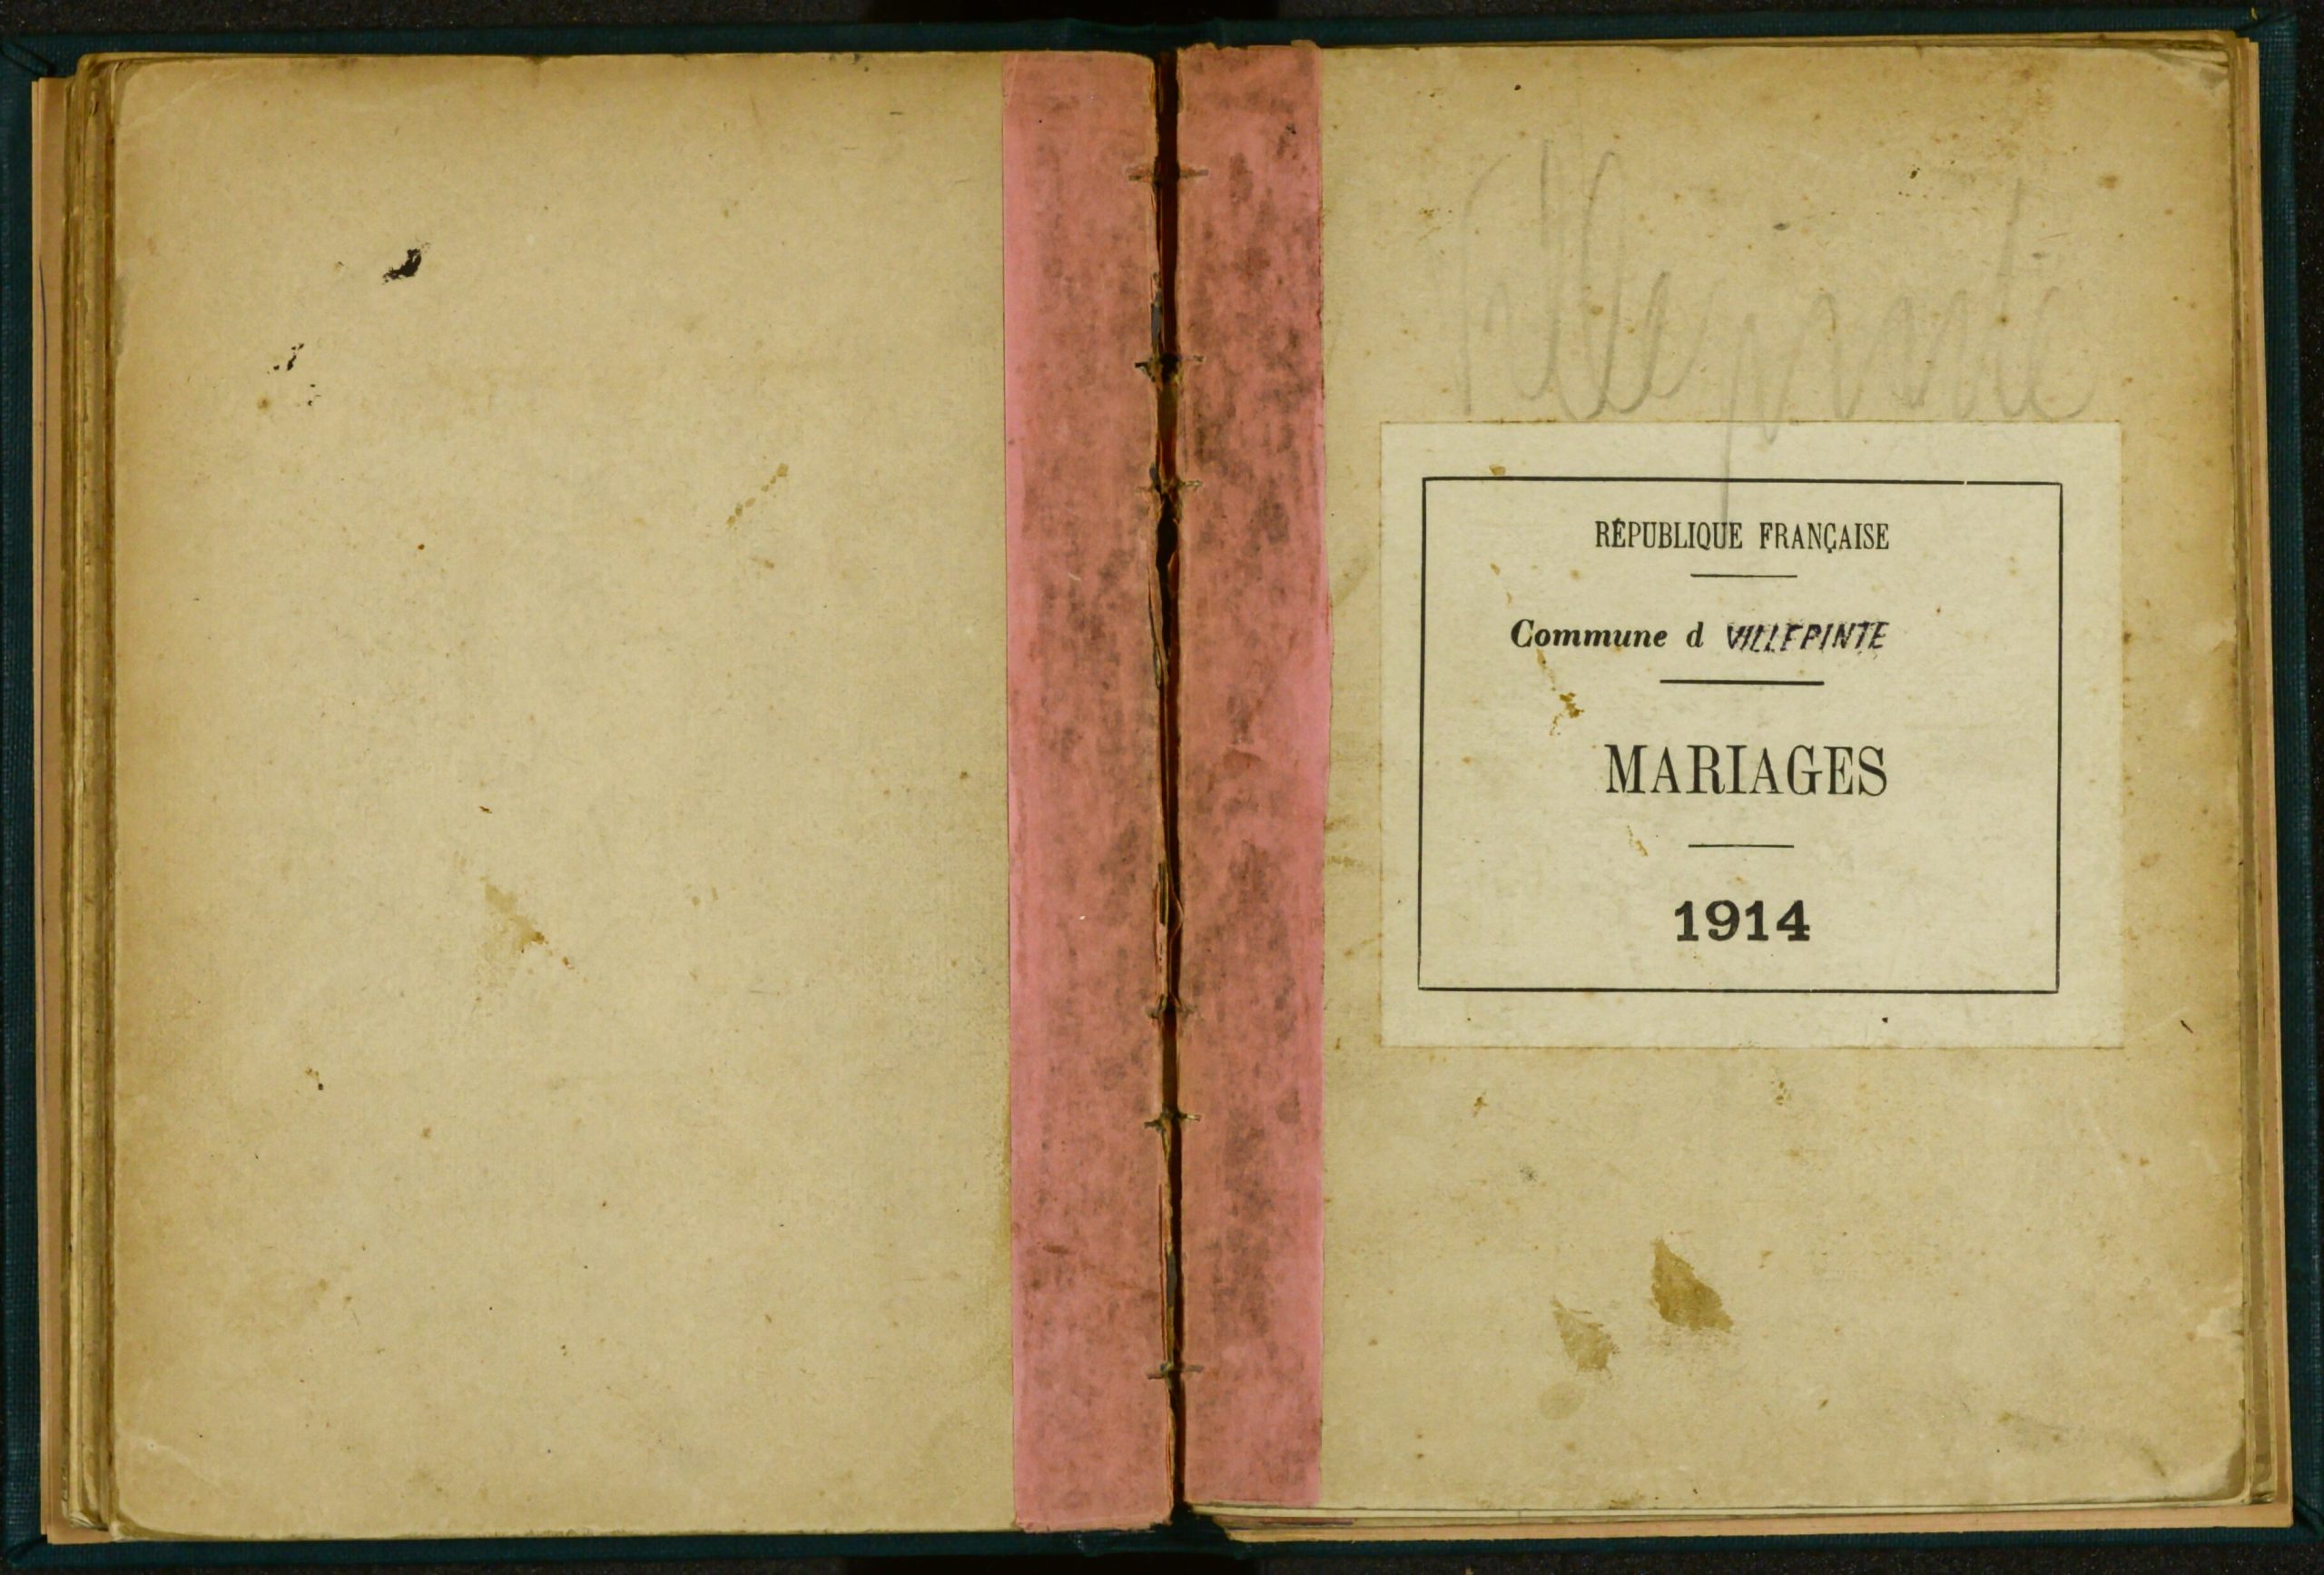 Villepinte
RÉPUBLIQUE FRANÇAISE
Commune d VILLEPINTE
MARIAGES
1914